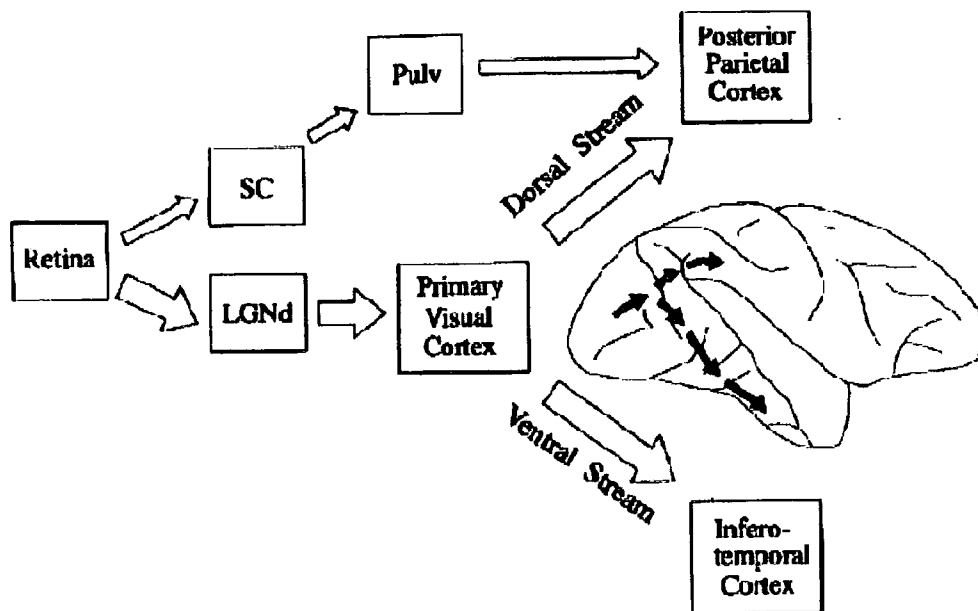 Posterior
Parietal
Cortex
Pulv
Dorsal Stream
SC
Retina
LGNd
Primary
Visual
Cortex
Ventral Stream
Infero-
temporal
Cortex